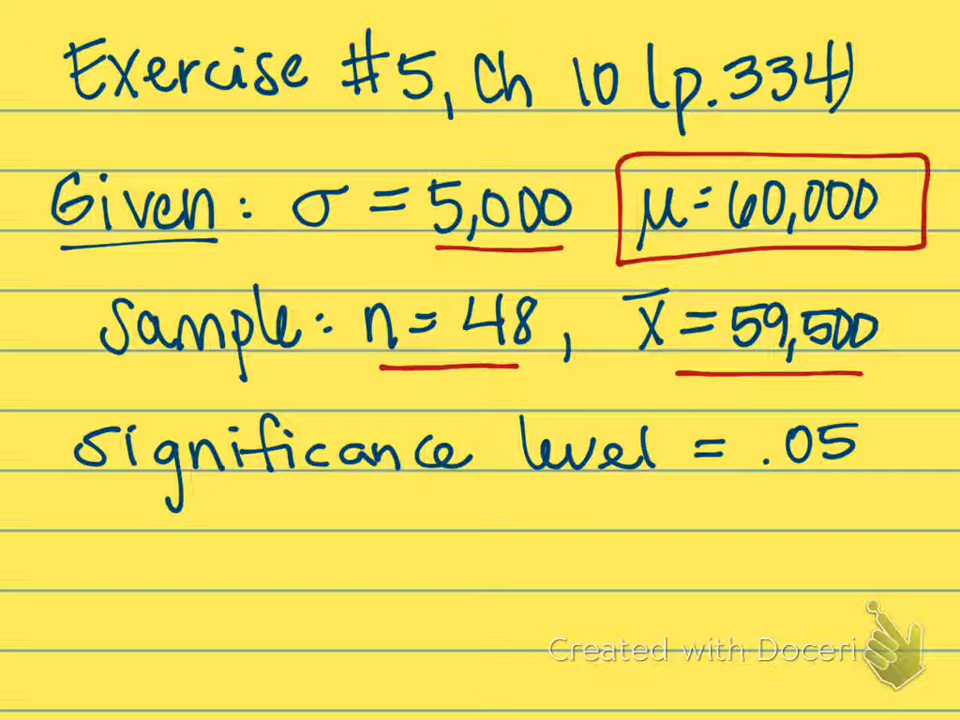 Exercise #5, Ch 10 (p.334)
Given: σ = 5,000 μ = 60,000
Sample: n = 48, x̅ = 59,500
significance level = .05
Created with Doceri